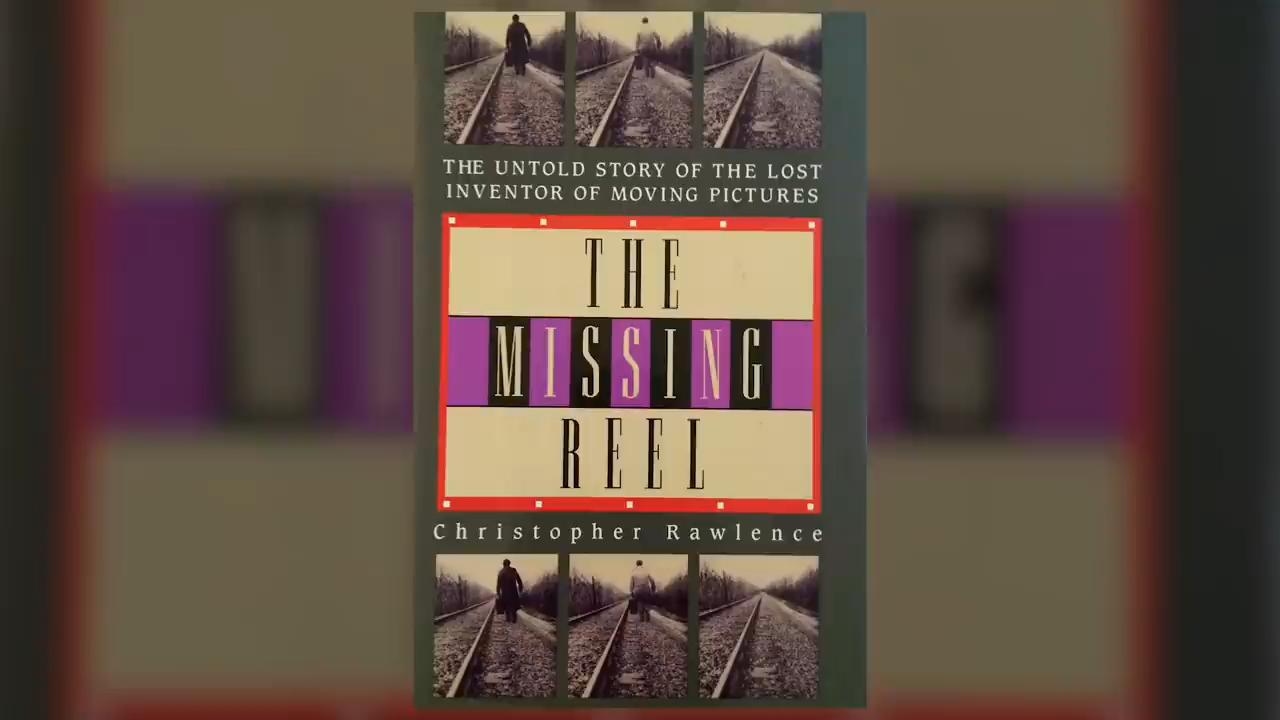 THE UNTOLD STORY OF THE LOST
INVENTOR OF MOVING PICTURES
THE
MISSING
REEL
Christopher Rawlence